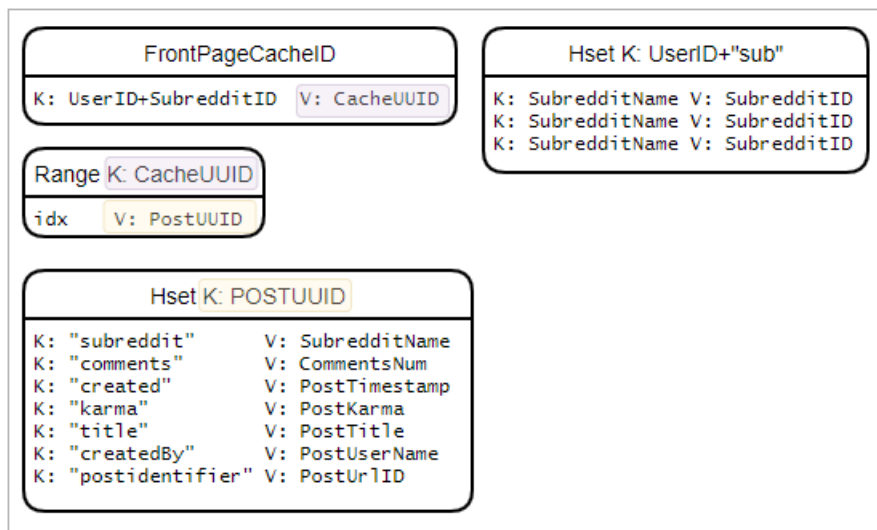 FrontPageCacheID
K: UserID+SubredditID V: CacheUUID
Hset K: UserID+"sub"
K: SubredditName V: SubredditID
K: SubredditName V: SubredditID
K: SubredditName V: SubredditID
Range K: CacheUUID
idx V: PostUUID
Hset K: POSTUUID
K: "subreddit" V: SubredditName
K: "comments" V: CommentsNum
K: "created" V: PostTimestamp
K: "karma" V: PostKarma
K: "title" V: PostTitle
K: "createdBy" V: PostUserName
K: "postidentifier" V: PostUrlID